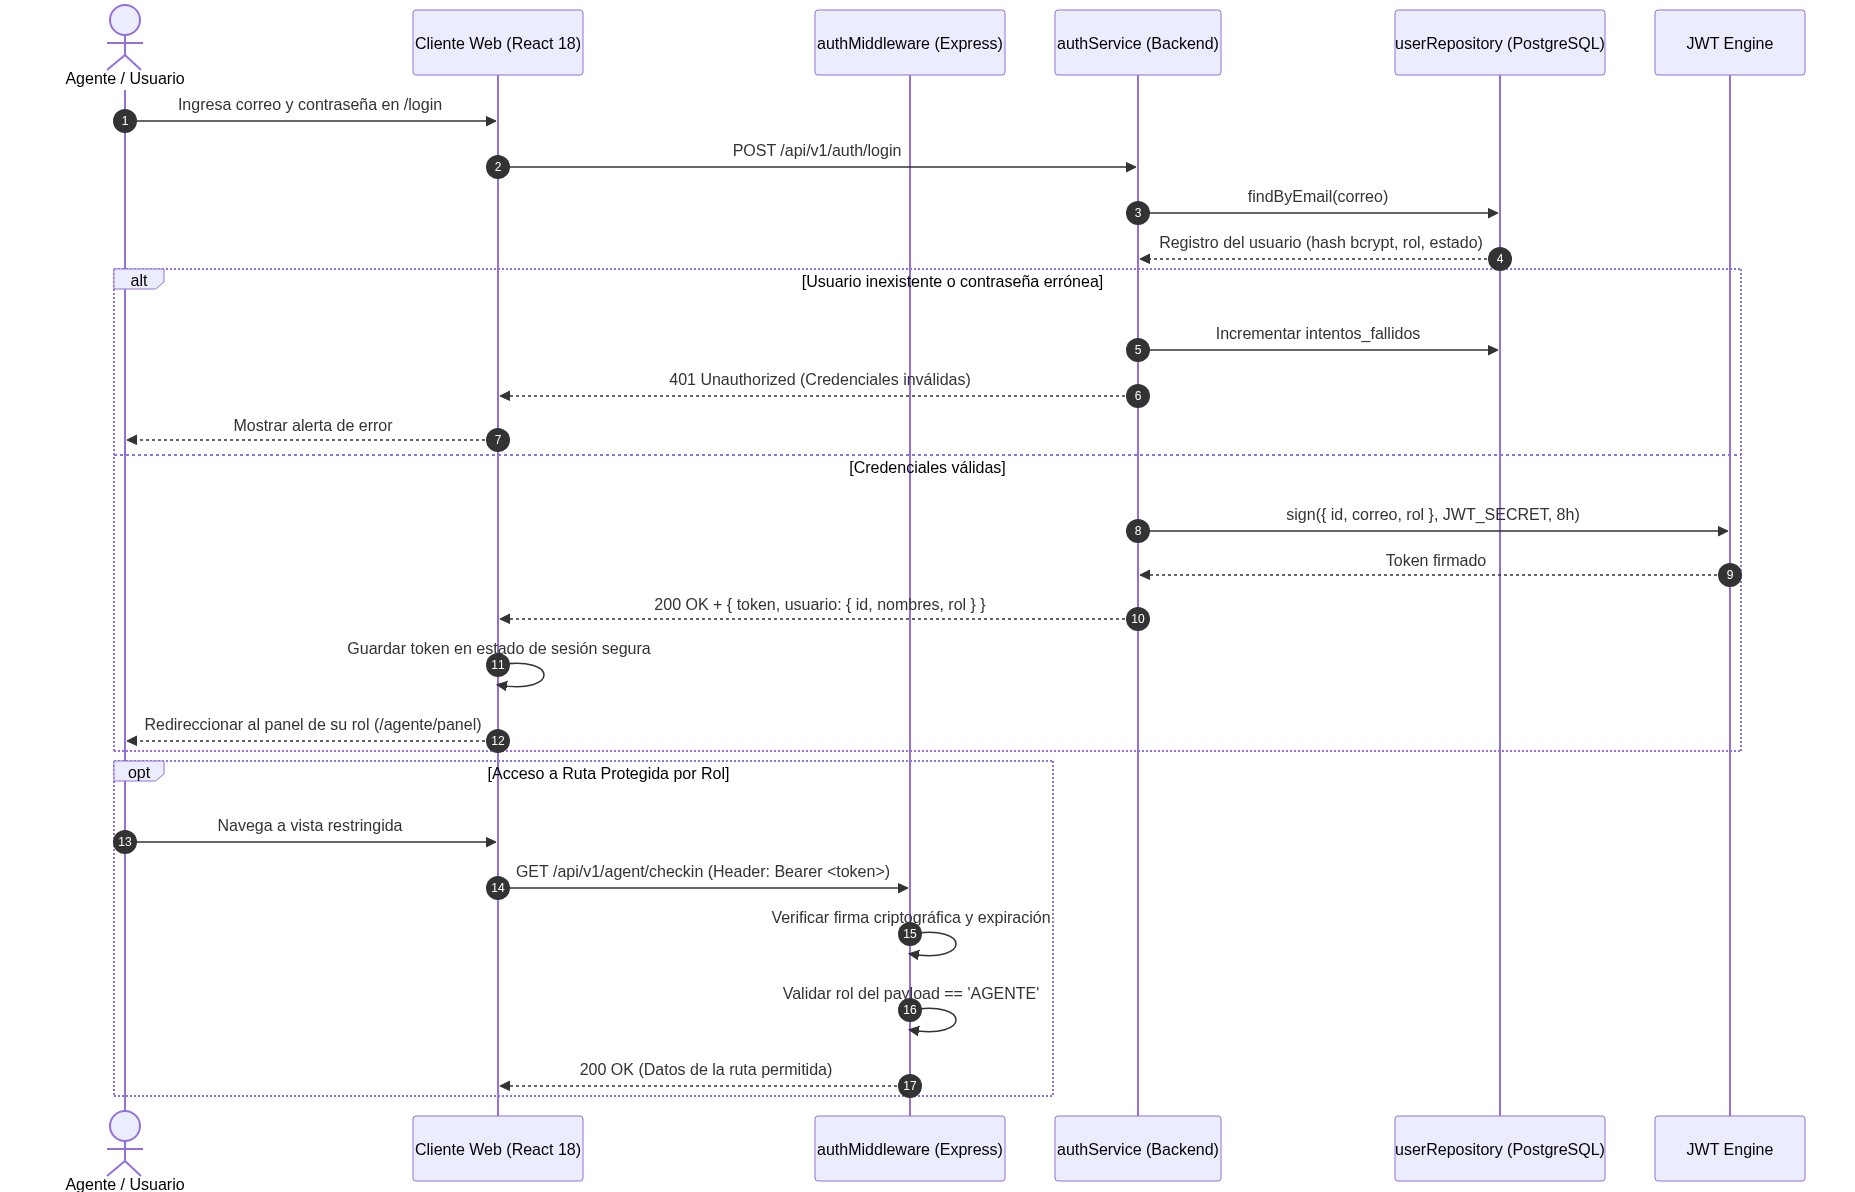 Agente / Usuario
Cliente Web (React 18)
authMiddleware (Express)
authService (Backend)
userRepository (PostgreSQL)
JWT Engine
Ingresa correo y contraseña en /login
1
POST /api/v1/auth/login
2
findByEmail(correo)
3
Registro del usuario (hash bcrypt, rol, estado)
4
alt
[Usuario inexistente o contraseña errónea]
Incrementar intentos_fallidos
5
401 Unauthorized (Credenciales inválidas)
6
Mostrar alerta de error
7
[Credenciales válidas]
sign({ id, correo, rol }, JWT_SECRET, 8h)
8
Token firmado
9
200 OK + { token, usuario: { id, nombres, rol } }
10
Guardar token en estado de sesión segura
11
Redireccionar al panel de su rol (/agente/panel)
12
opt
[Acceso a Ruta Protegida por Rol]
Navega a vista restringida
13
GET /api/v1/agent/checkin (Header: Bearer <token>)
14
Verificar firma criptográfica y expiración
15
Validar rol del payload == 'AGENTE'
16
200 OK (Datos de la ruta permitida)
17
Agente / Usuario
Cliente Web (React 18)
authMiddleware (Express)
authService (Backend)
userRepository (PostgreSQL)
JWT Engine